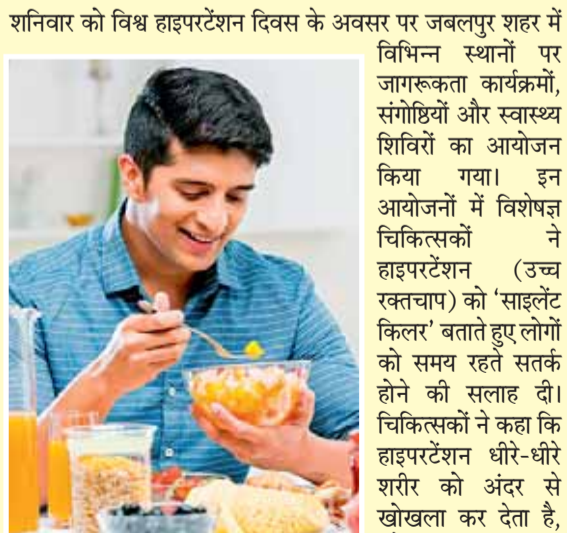 शनिवार को विश्व हाइपरटेंशन दिवस के अवसर पर जबलपुर शहर में
विभिन्न स्थानों पर
जागरूकता कार्यक्रमों,
संगोष्ठियों और स्वास्थ्य
शिविरों का आयोजन
किया गया। इन
आयोजनों में विशेषज्ञ
चिकित्सकों ने
हाइपरटेंशन (उच्च
रक्तचाप) को ‘साइलेंट
किलर’ बताते हुए लोगों
को समय रहते सतर्क
होने की सलाह दी।
चिकित्सकों ने कहा कि
हाइपरटेंशन धीरे-धीरे
शरीर को अंदर से
खोखला कर देता है,